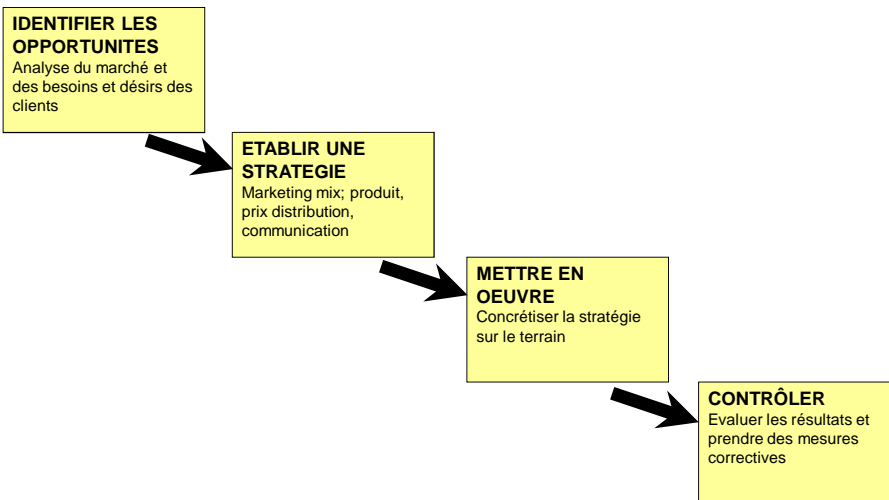 IDENTIFIER LES
OPPORTUNITES
Analyse du marché et
des besoins et désirs des
clients
ETABLIR UNE
STRATEGIE
Marketing mix; produit,
prix distribution,
communication
METTRE EN
OEUVRE
Concrétiser la stratégie
sur le terrain
CONTRÔLER
Evaluer les résultats et
prendre des mesures
correctives